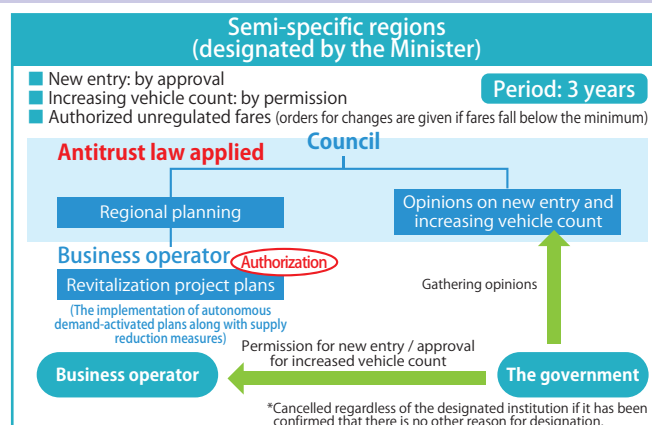 Semi-specific regions
(designated by the Minister)
■ New entry: by approval
■ Increasing vehicle count: by permission
Period: 3 years
■ Authorized unregulated fares (orders for changes are given if fares fall below the minimum)
Antitrust law applied
Council
Regional planning
Opinions on new entry and
increasing vehicle count
Business operator
Authorization
Revitalization project plans
(The implementation of autonomous
demand-activated plans along with supply
reduction measures)
Gathering opinions
Permission for new entry / approval
for increased vehicle count
Business operator
The government
*Cancelled regardless of the designated institution if it has been
confirmed that there is no other reason for designation.